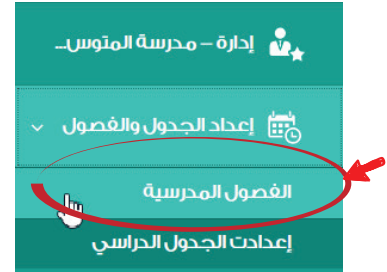 إدارة – مدرسة المتوس...
إعداد الجدول والفصول
الفصول المدرسية
إعدادت الجدول الدراسي